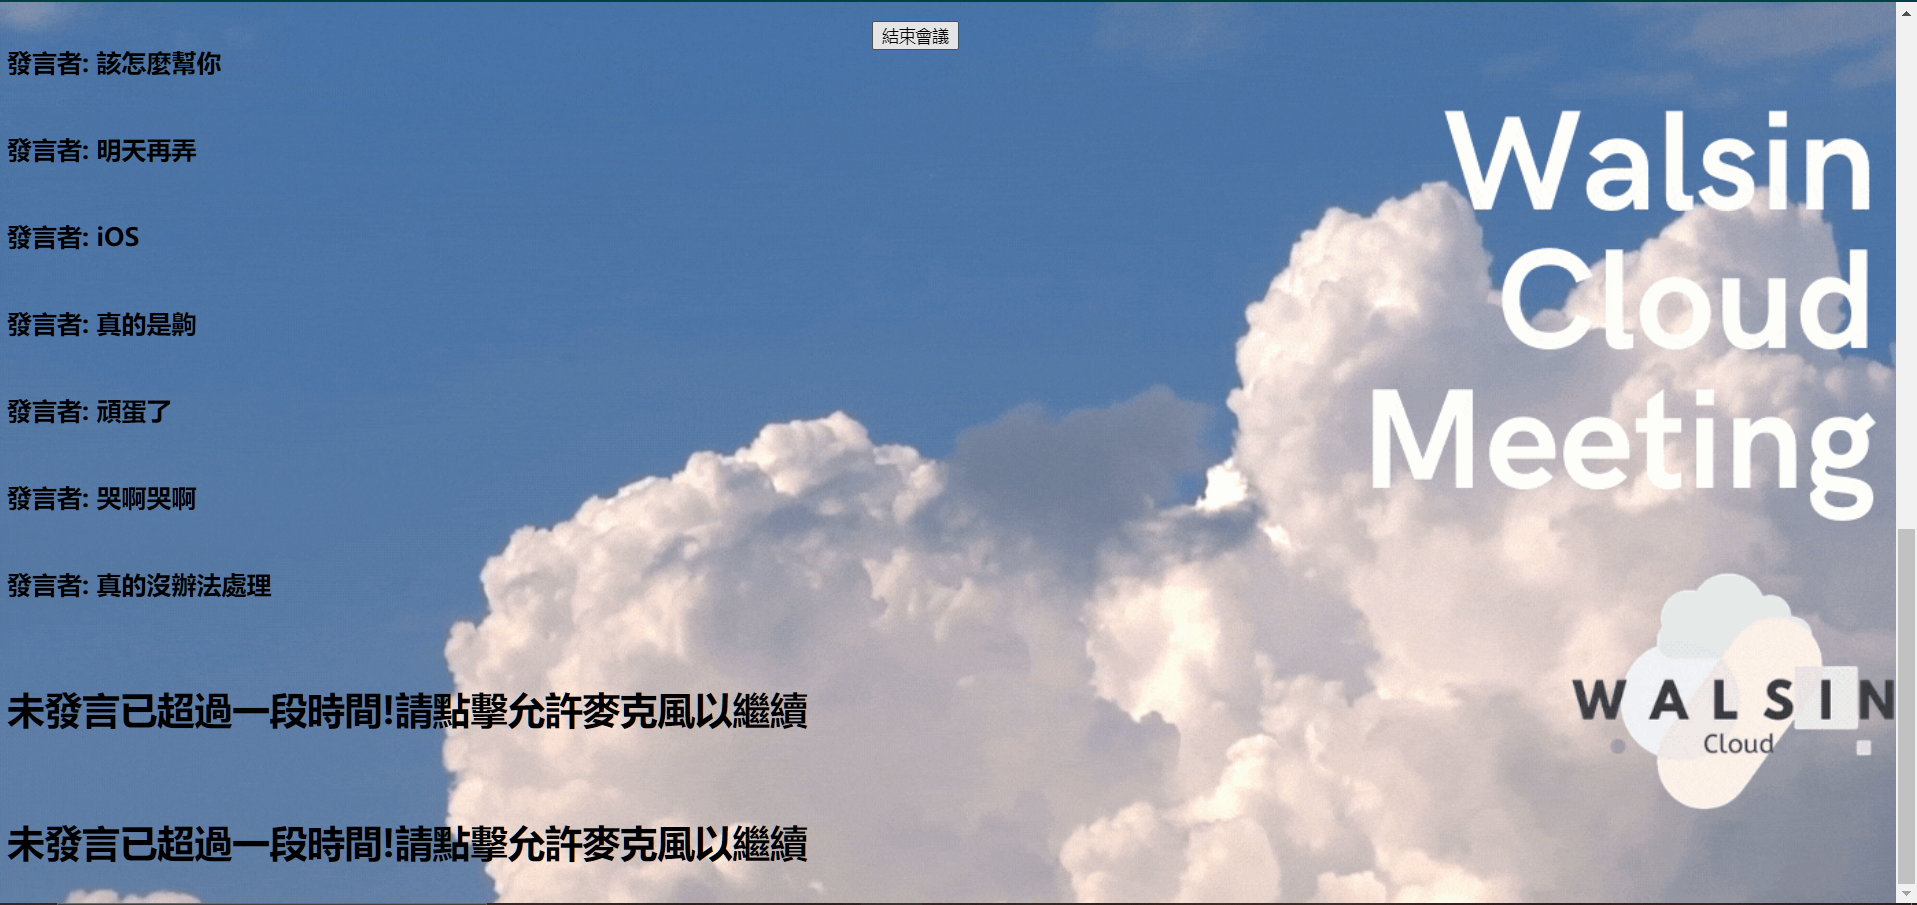 結束會議
發言者: 該怎麼幫你
發言者: 明天再弄
發言者: iOS
發言者: 真的是齁
發言者: 頑蛋了
發言者: 哭啊哭啊
發言者: 真的沒辦法處理
未發言已超過一段時間!請點擊允許麥克風以繼續
未發言已超過一段時間!請點擊允許麥克風以繼續
Walsin
Cloud
Meeting
WALSIN
Cloud